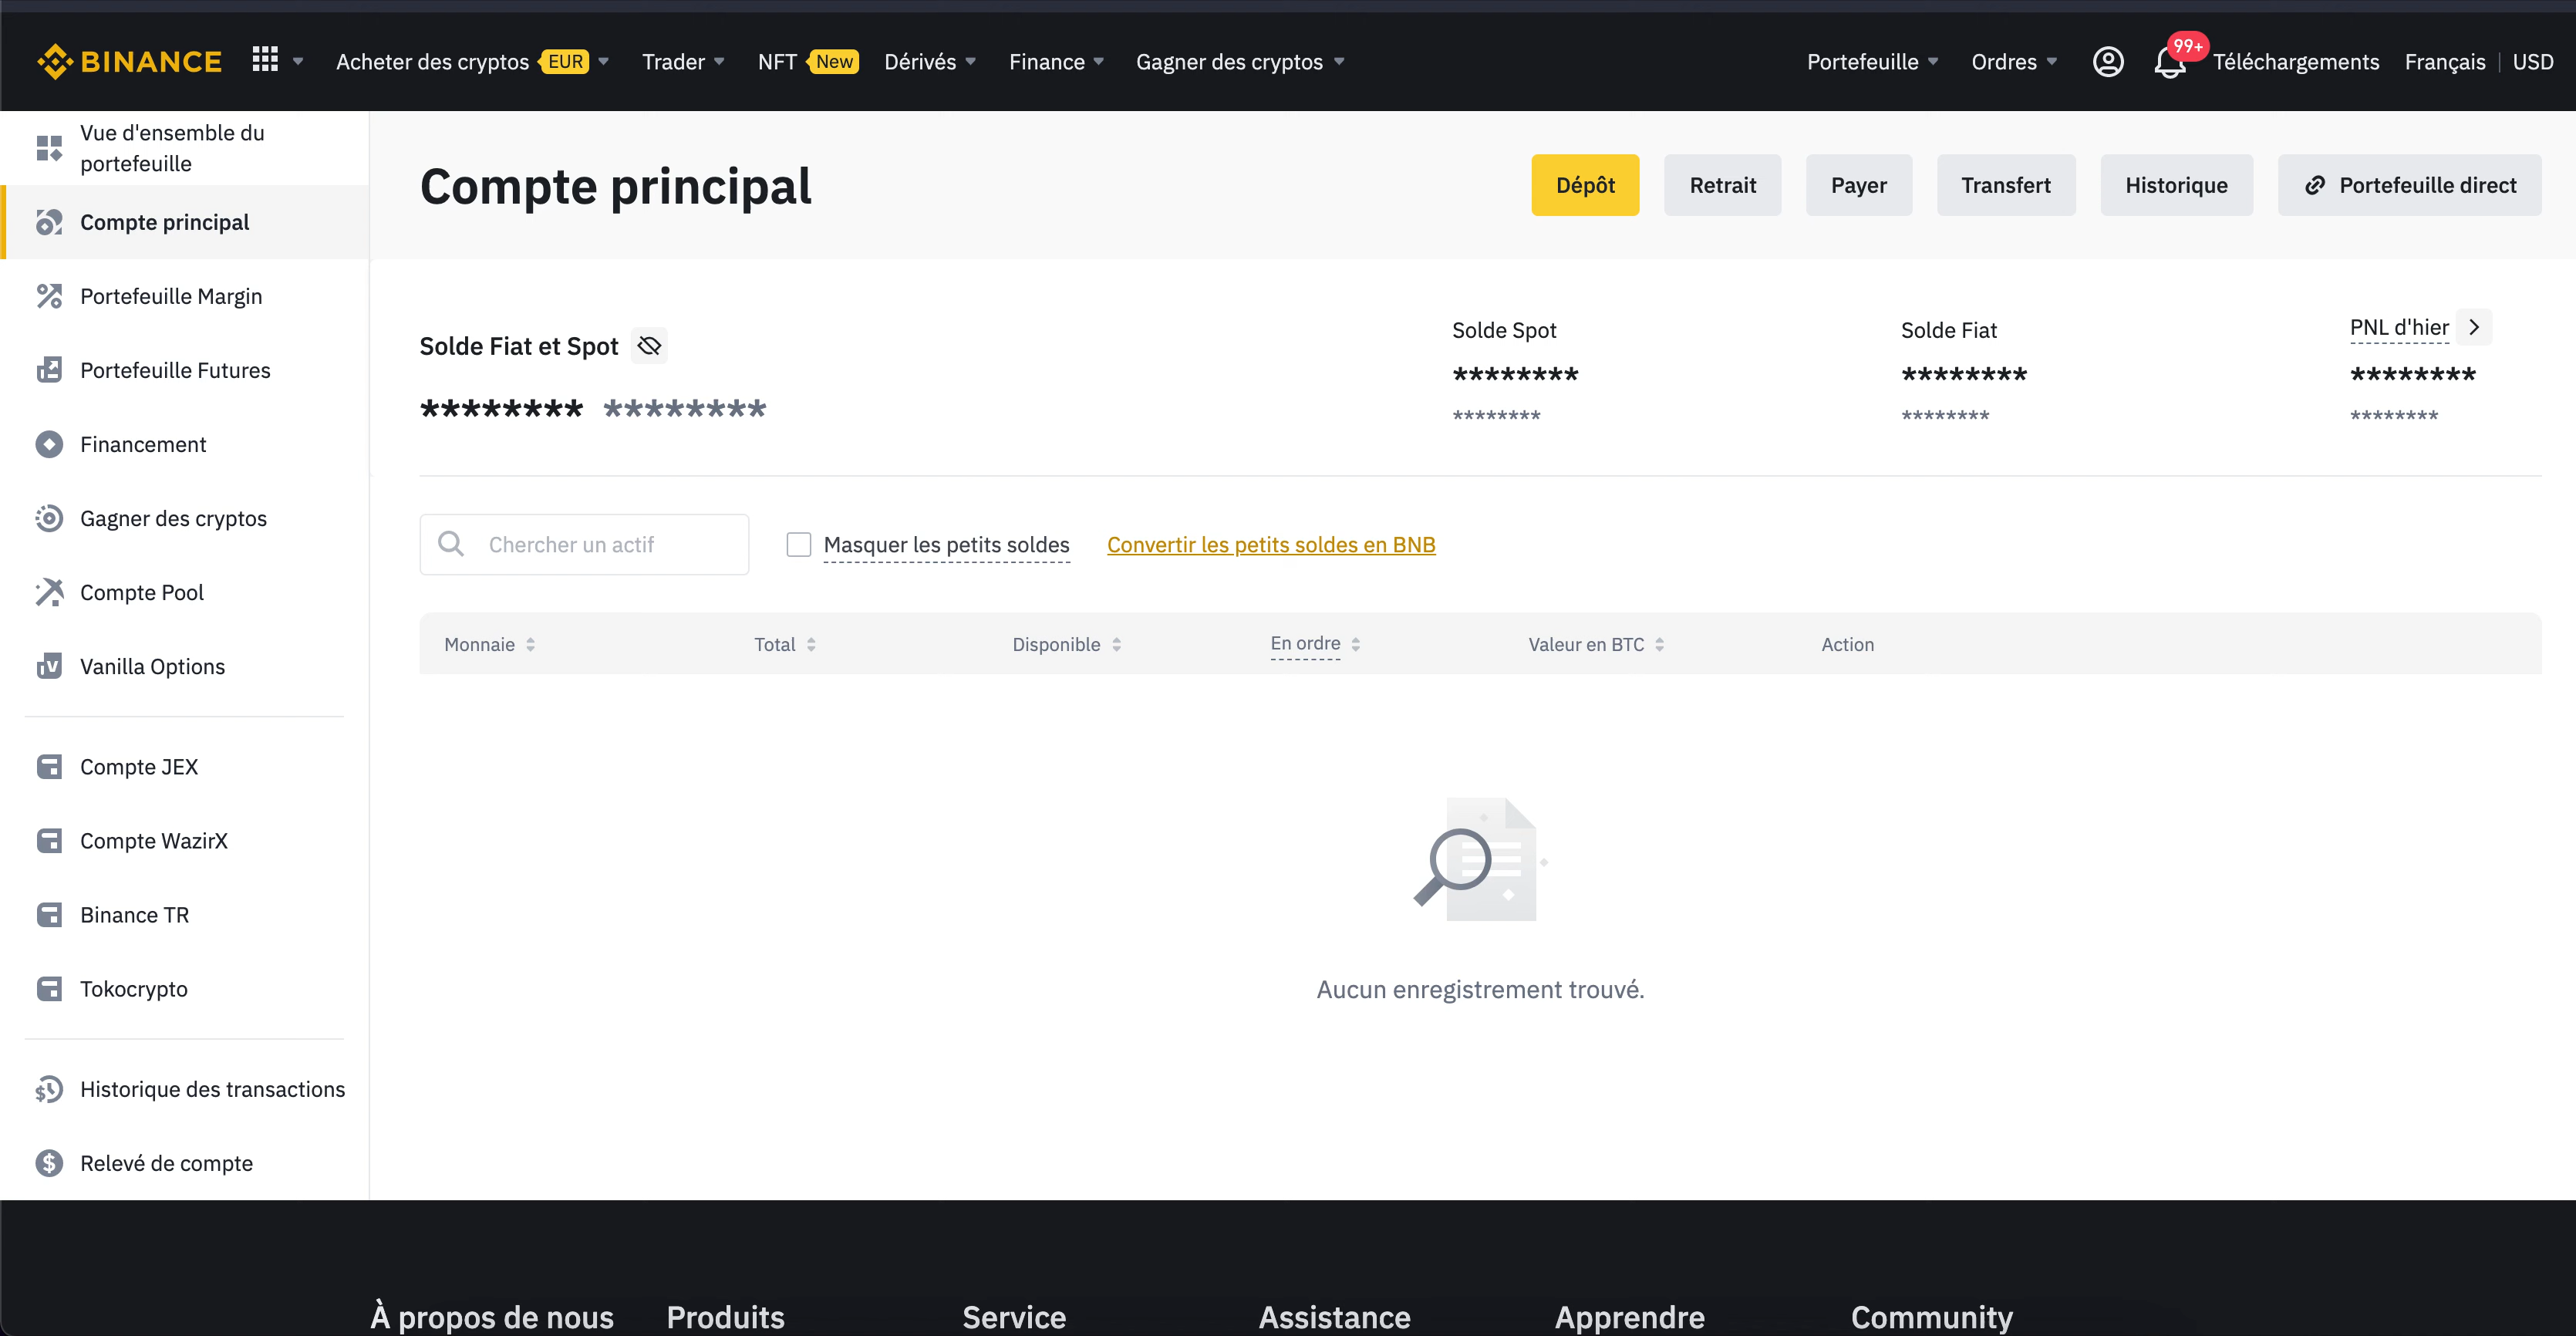 BINANCE
Acheter des cryptos EUR
Trader
NFT New
Dérivés
Finance
Gagner des cryptos
Portefeuille
Ordres
99+
Téléchargements
Français | USD
Vue d'ensemble du
portefeuille
Compte principal
Portefeuille Margin
Portefeuille Futures
Financement
Gagner des cryptos
Compte Pool
Vanilla Options
Compte JEX
Compte WazirX
Binance TR
Tokocrypto
Historique des transactions
Relevé de compte
Compte principal
Dépôt
Retrait
Payer
Transfert
Historique
Portefeuille direct
Solde Fiat et Spot
******** ********
Solde Spot
********
********
Solde Fiat
********
********
PNL d'hier
********
********
Chercher un actif
Masquer les petits soldes
Convertir les petits soldes en BNB
Monnaie
Total
Disponible
En ordre
Valeur en BTC
Action
Aucun enregistrement trouvé.
À propos de nous
Produits
Service
Assistance
Apprendre
Community